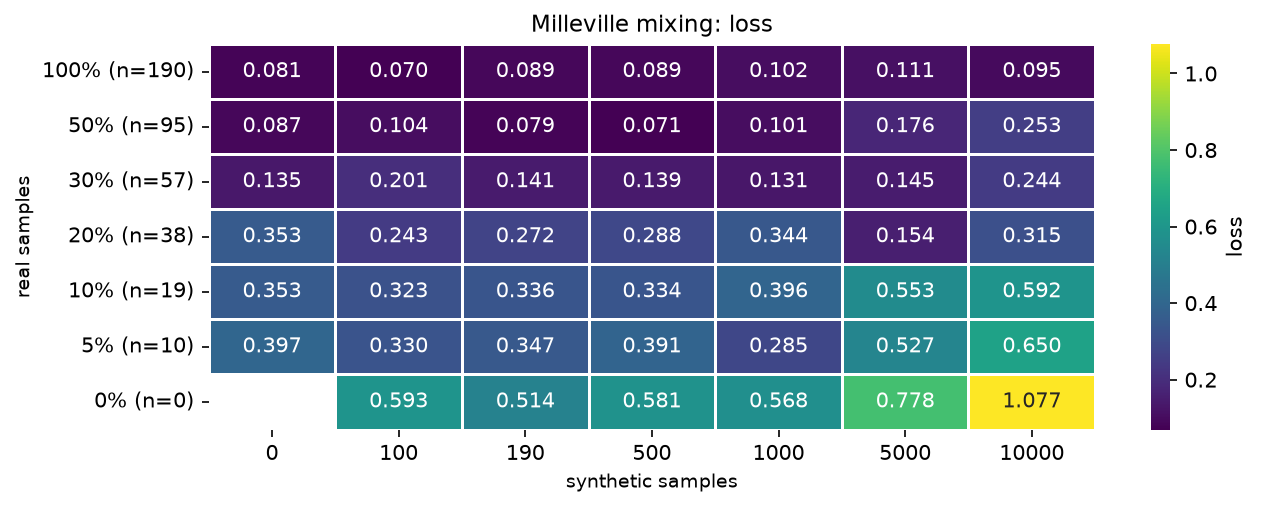 Milleville mixing: loss
100% (n=190) 0.081 0.070 0.089 0.089 0.102 0.111 0.095
50% (n=95) 0.087 0.104 0.079 0.071 0.101 0.176 0.253
30% (n=57) 0.135 0.201 0.141 0.139 0.131 0.145 0.244
20% (n=38) 0.353 0.243 0.272 0.288 0.344 0.154 0.315
10% (n=19) 0.353 0.323 0.336 0.334 0.396 0.553 0.592
5% (n=10) 0.397 0.330 0.347 0.391 0.285 0.527 0.650
0% (n=0) 0.593 0.514 0.581 0.568 0.778 1.077
0 100 190 500 1000 5000 10000
synthetic samples
real samples
1.0
0.8
0.6
0.4
0.2
loss